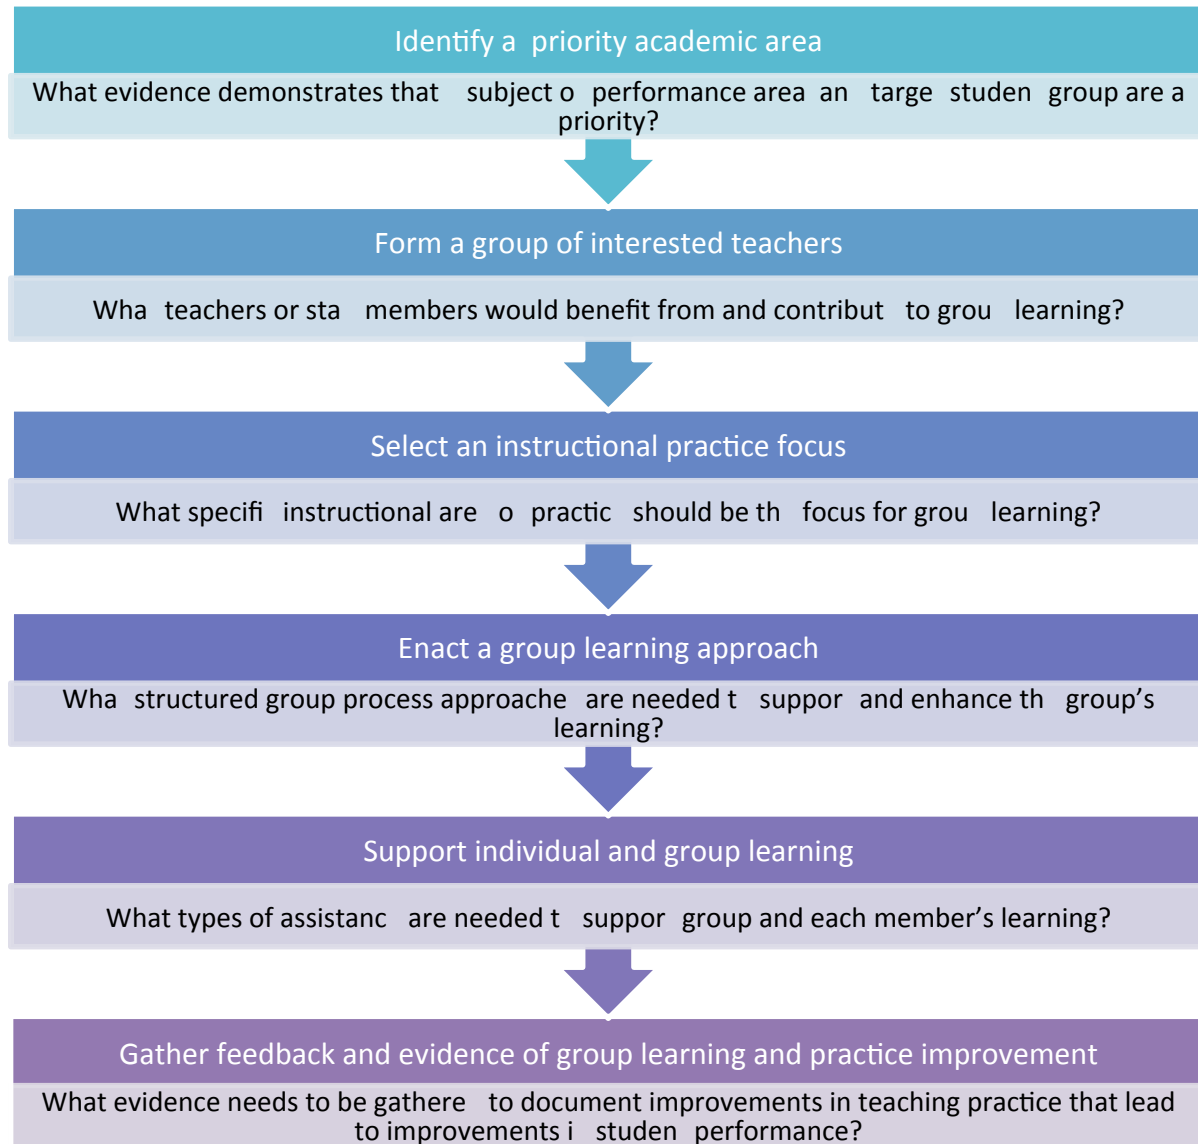 Identify a priority academic area
What evidence demonstrates that subject o performance area an targe studen group are a
priority?
Form a group of interested teachers
Wha teachers or sta members would benefit from and contribut to grou learning?
Select an instructional practice focus
What specifi instructional are o practic should be th focus for grou learning?
Enact a group learning approach
Wha structured group process approache are needed t suppor and enhance th group’s
learning?
Support individual and group learning
What types of assistanc are needed t suppor group and each member’s learning?
Gather feedback and evidence of group learning and practice improvement
What evidence needs to be gathere to document improvements in teaching practice that lead
to improvements i studen performance?